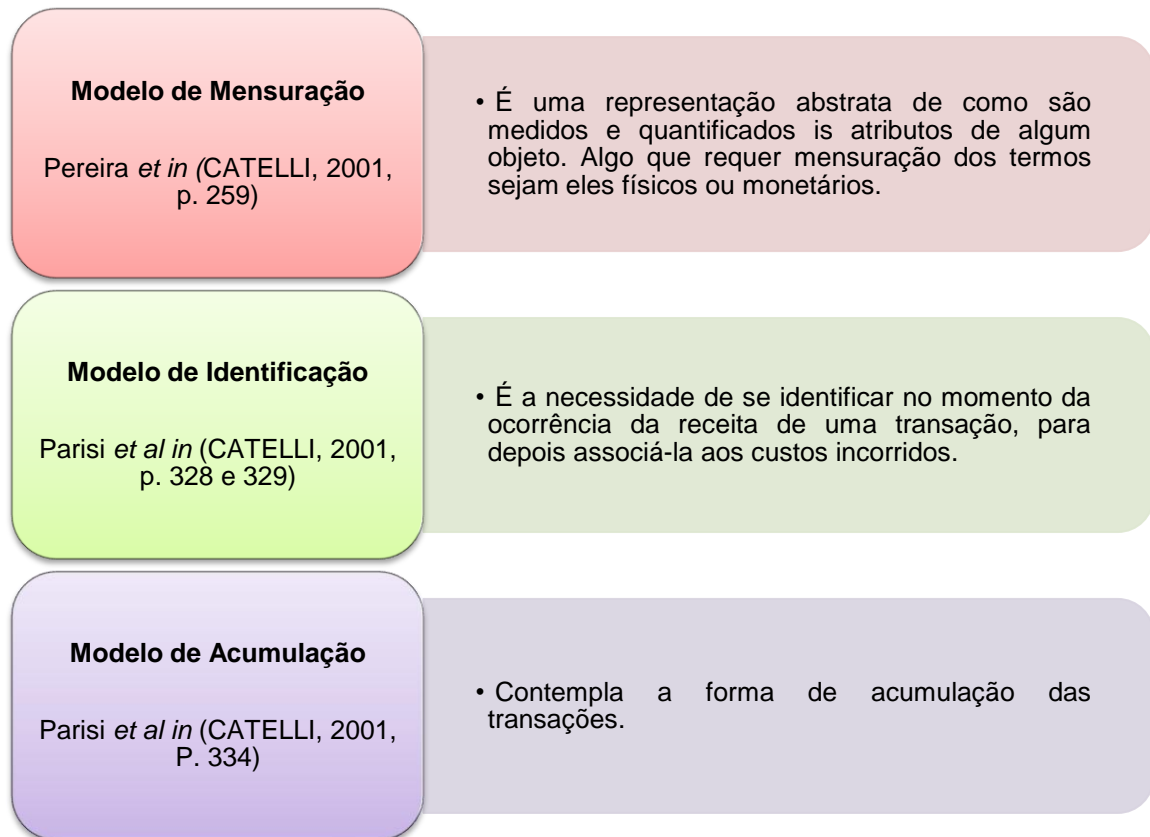 Modelo de Mensuração
Pereira et in (CATELLI, 2001,
p. 259)
• É uma representação abstrata de como são
medidos e quantificados is atributos de algum
objeto. Algo que requer mensuração dos termos
sejam eles físicos ou monetários.
Modelo de Identificação
Parisi et al in (CATELLI, 2001,
p. 328 e 329)
• É a necessidade de se identificar no momento da
ocorrência da receita de uma transação, para
depois associá-la aos custos incorridos.
Modelo de Acumulação
Parisi et al in (CATELLI, 2001,
P. 334)
• Contempla a forma de acumulação das
transações.